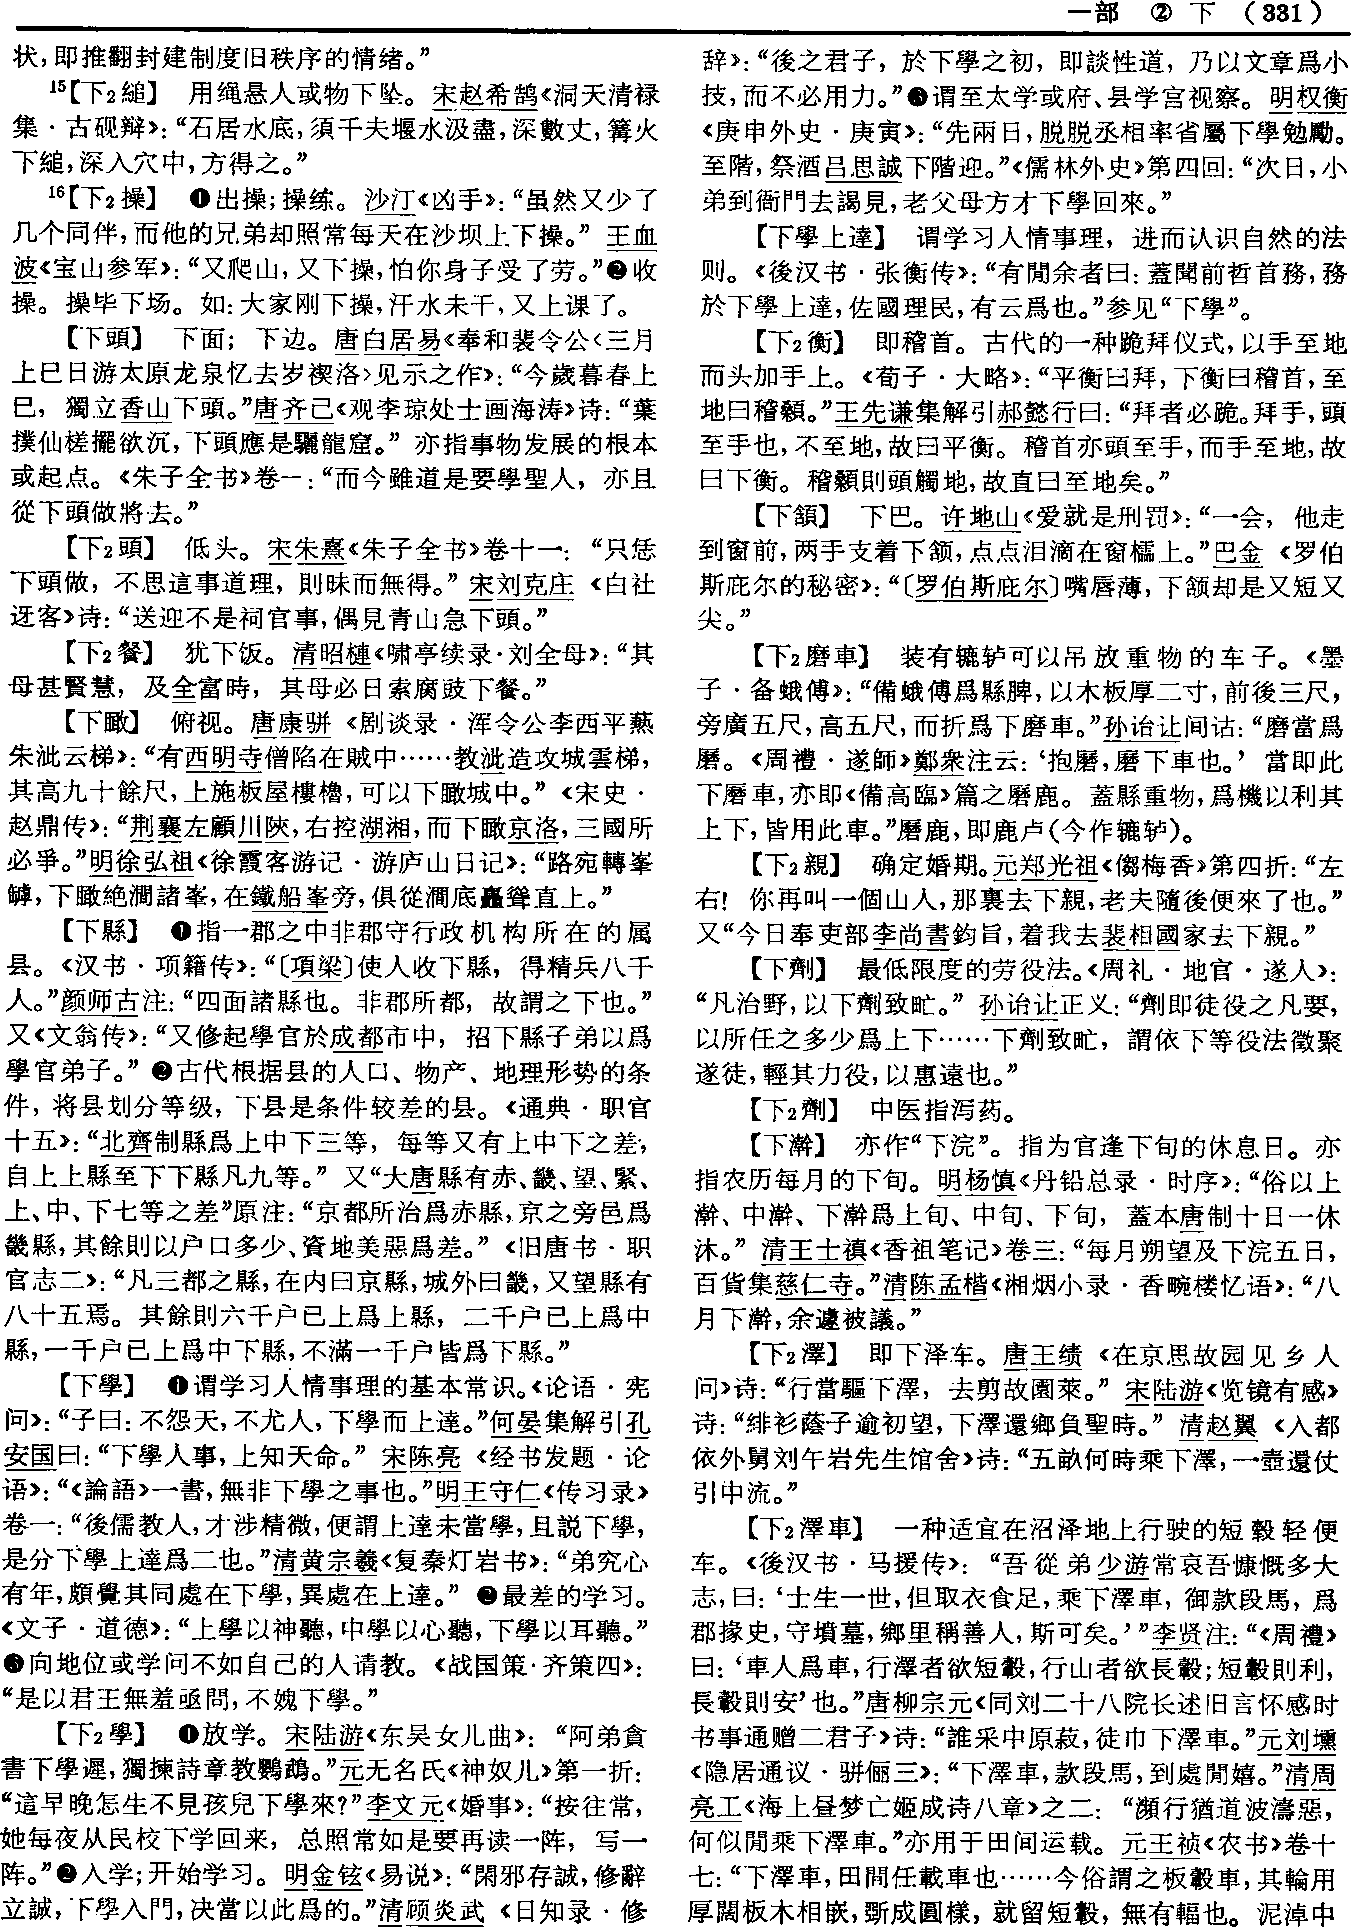 一部 ② 下 （331）
状，即推翻封建制度旧秩序的情绪。”
15【下2縋】 用绳悬人或物下坠。宋赵希鹄《洞天清禄
集·古砚辩》：“石居水底，須千夫堰水汲盡，深數丈，篝火
下縋，深入穴中，方得之。”
16【下2操】 ❶出操；操练。沙汀《凶手》：“虽然又少了
几个同伴，而他的兄弟却照常每天在沙坝上下操。”王血
波《宝山参军》：“又爬山，又下操，怕你身子受了劳。”❷收
操。操毕下场。如：大家刚下操，汗水未干，又上课了。
【下頭】 下面；下边。唐白居易《奉和裴令公〈三月
上巳日游太原龙泉忆去岁禊洛〉见示之作》：“今歲暮春上
巳，獨立香山下頭。”唐齐己《观李琼处士画海涛》诗：“葉
撲仙槎擺欲沉，下頭應是驪龍窟。”亦指事物发展的根本
或起点。《朱子全书》卷一：“而今雖道是要學聖人，亦且
從下頭做將去。”
【下2頭】 低头。宋朱熹《朱子全书》卷十一：“只恁
下頭做，不思這事道理，則昧而無得。”宋刘克庄《白社
迓客》诗：“送迎不是祠官事，偶見青山急下頭。”
【下2餐】 犹下饭。清昭槤《啸亭续录·刘全母》：“其
母甚賢慧，及全富時，其母必日索腐豉下餐。”
【下瞰】 俯视。唐康骈《剧谈录·浑令公李西平爇
朱泚云梯》：“有西明寺僧陷在賊中……教泚造攻城雲梯，
其高九十餘尺，上施板屋樓櫓，可以下瞰城中。”《宋史·
赵鼎传》：“荆襄左顧川陝，右控湖湘，而下瞰京洛，三國所
必爭。”明徐弘祖《徐霞客游记·游庐山日记》：“路宛轉峯
罅，下瞰絶澗諸峯，在鐵船峯旁，俱從澗底矗聳直上。”
【下縣】 ❶指一郡之中非郡守行政机构所在的属
县。《汉书·项籍传》：“〔項梁〕使人收下縣，得精兵八千
人。”颜师古注：“四面諸縣也。非郡所都，故謂之下也。”
又《文翁传》：“又修起學官於成都市中，招下縣子弟以爲
學官弟子。”❷古代根据县的人口、物产、地理形势的条
件，将县划分等级，下县是条件较差的县。《通典·职官
十五》：“北齊制縣爲上中下三等，每等又有上中下之差，
自上上縣至下下縣凡九等。”又“大唐縣有赤、畿、望、緊、
上、中、下七等之差”原注：“京都所治爲赤縣，京之旁邑爲
畿縣，其餘則以户口多少、資地美惡爲差。”《旧唐书·职
官志二》：“凡三都之縣，在内曰京縣，城外曰畿，又望縣有
八十五焉。其餘則六千户已上爲上縣，二千户已上爲中
縣，一千户已上爲中下縣，不滿一千户皆爲下縣。”
【下學】 ❶谓学习人情事理的基本常识。《论语·宪
问》：“子曰：不怨天，不尤人，下學而上達。”何晏集解引孔
安国曰：“下學人事，上知天命。”宋陈亮《经书发题·论
语》：“《論語》一書，無非下學之事也。”明王守仁《传习录》
卷一：“後儒教人，才涉精微，便謂上達未當學，且説下學，
是分下學上達爲二也。”清黄宗羲《复秦灯岩书》：“弟究心
有年，頗覺其同處在下學，異處在上達。”❷最差的学习。
《文子·道德》：“上學以神聽，中學以心聽，下學以耳聽。”
❸向地位或学问不如自己的人请教。《战国策·齐策四》：
“是以君王無羞亟問，不媿下學。”
【下2學】 ❶放学。宋陆游《东吴女儿曲》：“阿弟貪
書下學遲，獨揀詩章教鸚鵡。”元无名氏《神奴儿》第一折：
“這早晚怎生不見孩兒下學來？”李文元《婚事》：“按往常，
她每夜从民校下学回来，总照常如是要再读一阵，写一
阵。”❷入学；开始学习。明金铉《易说》：“閑邪存誠，修辭
立誠，下學入門，决當以此爲的。”清顾炎武《日知录·修
辞》：“後之君子，於下學之初，即談性道，乃以文章爲小
技，而不必用力。”❸谓至太学或府、县学宫视察。明权衡
《庚申外史·庚寅》：“先兩日，脱脱丞相率省屬下學勉勵。
至階，祭酒吕思誠下階迎。”《儒林外史》第四回：“次日，小
弟到衙門去謁見，老父母方才下學回來。”
【下學上達】 谓学习人情事理，进而认识自然的法
则。《後汉书·张衡传》：“有閒余者曰：蓋聞前哲首務，務
於下學上達，佐國理民，有云爲也。”参见“下學”。
【下2衡】 即稽首。古代的一种跪拜仪式，以手至地
而头加手上。《荀子·大略》：“平衡曰拜，下衡曰稽首，至
地曰稽顙。”王先谦集解引郝懿行曰：“拜者必跪。拜手，頭
至手也，不至地，故曰平衡。稽首亦頭至手，而手至地，故
曰下衡。稽顙則頭觸地，故直曰至地矣。”
【下頷】 下巴。许地山《爱就是刑罚》：“一会，他走
到窗前，两手支着下颔，点点泪滴在窗櫺上。”巴金《罗伯
斯庇尔的秘密》：“〔罗伯斯庇尔〕嘴唇薄，下颔却是又短又
尖。”
【下2磨車】 装有辘轳可以吊放重物的车子。《墨
子·备蛾傅》：“備蛾傅爲縣脾，以木板厚二寸，前後三尺，
旁廣五尺，高五尺，而折爲下磨車。”孙诒让间诂：“磨當爲
磿。《周禮·遂師》鄭衆注云：‘抱磿，磿下車也。’當即此
下磨車，亦即《備高臨》篇之磿鹿。蓋縣重物，爲機以利其
上下，皆用此車。”磿鹿，即鹿卢（今作辘轳）。
【下2親】 确定婚期。元郑光祖《㑇梅香》第四折：“左
右！你再叫一個山人，那裏去下親，老夫隨後便來了也。”
又“今日奉吏部李尚書鈞旨，着我去裴相國家去下親。”
【下劑】 最低限度的劳役法。《周礼·地官·遂人》：
“凡治野，以下劑致甿。”孙诒让正义：“劑即徒役之凡要，
以所任之多少爲上下……下劑致甿，謂依下等役法徵聚
遂徒，輕其力役，以惠遠也。”
【下2劑】 中医指泻药。
【下澣】 亦作“下浣”。指为官逢下旬的休息日。亦
指农历每月的下旬。明杨慎《丹铅总录·时序》：“俗以上
澣、中澣、下澣爲上旬、中旬、下旬，蓋本唐制十日一休
沐。”清王士禛《香祖笔记》卷三：“每月朔望及下浣五日，
百貨集慈仁寺。”清陈孟楷《湘烟小录·香畹楼忆语》：“八
月下澣，余遽被議。”
【下2澤】 即下泽车。唐王绩《在京思故园见乡人
问》诗：“行當驅下澤，去剪故園萊。”宋陆游《览镜有感》
诗：“緋衫蔭子逾初望，下澤還鄉負聖時。”清赵翼《入都
依外舅刘午岩先生馆舍》诗：“五畝何時乘下澤，一壺還仗
引中流。”
【下2澤車】 一种适宜在沼泽地上行驶的短毂轻便
车。《後汉书·马援传》：“吾從弟少游常哀吾慷慨多大
志，曰：‘士生一世，但取衣食足，乘下澤車，御款段馬，爲
郡掾史，守墳墓，鄉里稱善人，斯可矣。’”李贤注：“《周禮》
曰：‘車人爲車，行澤者欲短轂，行山者欲長轂；短轂則利，
長轂則安’也。”唐柳宗元《同刘二十八院长述旧言怀感时
书事通赠二君子》诗：“誰采中原菽，徒巾下澤車。”元刘壎
《隐居通议·骈俪三》：“下澤車，款段馬，到處閒嬉。”清周
亮工《海上昼梦亡姬成诗八章》之二：“瀕行猶道波濤惡，
何似閒乘下澤車。”亦用于田间运载。元王祯《农书》卷十
七：“下澤車，田間任載車也……今俗謂之板轂車，其輪用
厚闊板木相嵌，斲成圓樣，就留短轂，無有輻也。泥淖中